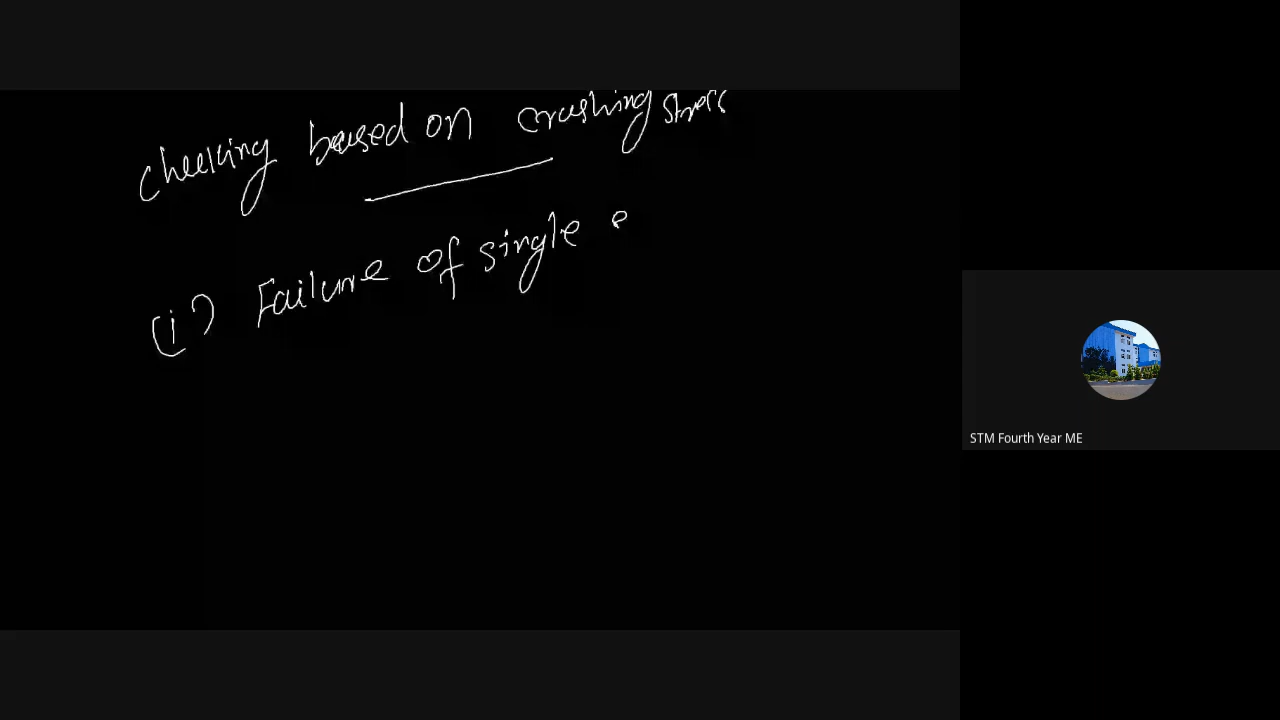 checking based on crushing stress
(i) Failure of single e
STM Fourth Year ME